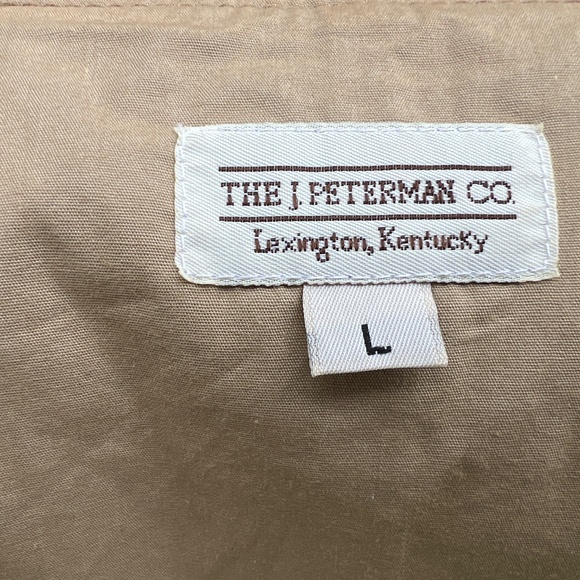 THE J. PETERMAN CO.
Lexington, Kentucky
L